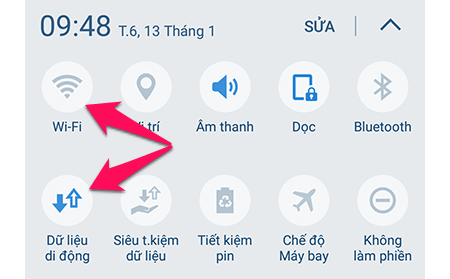 09:48 T.6, 13 Tháng 1 SỬA
Wi-Fi trí Âm thanh Dọc Bluetooth
Dữ liệu Siêu t.kiệm Tiết kiệm Chế độ Không
di động dữ liệu pin Máy bay làm phiền